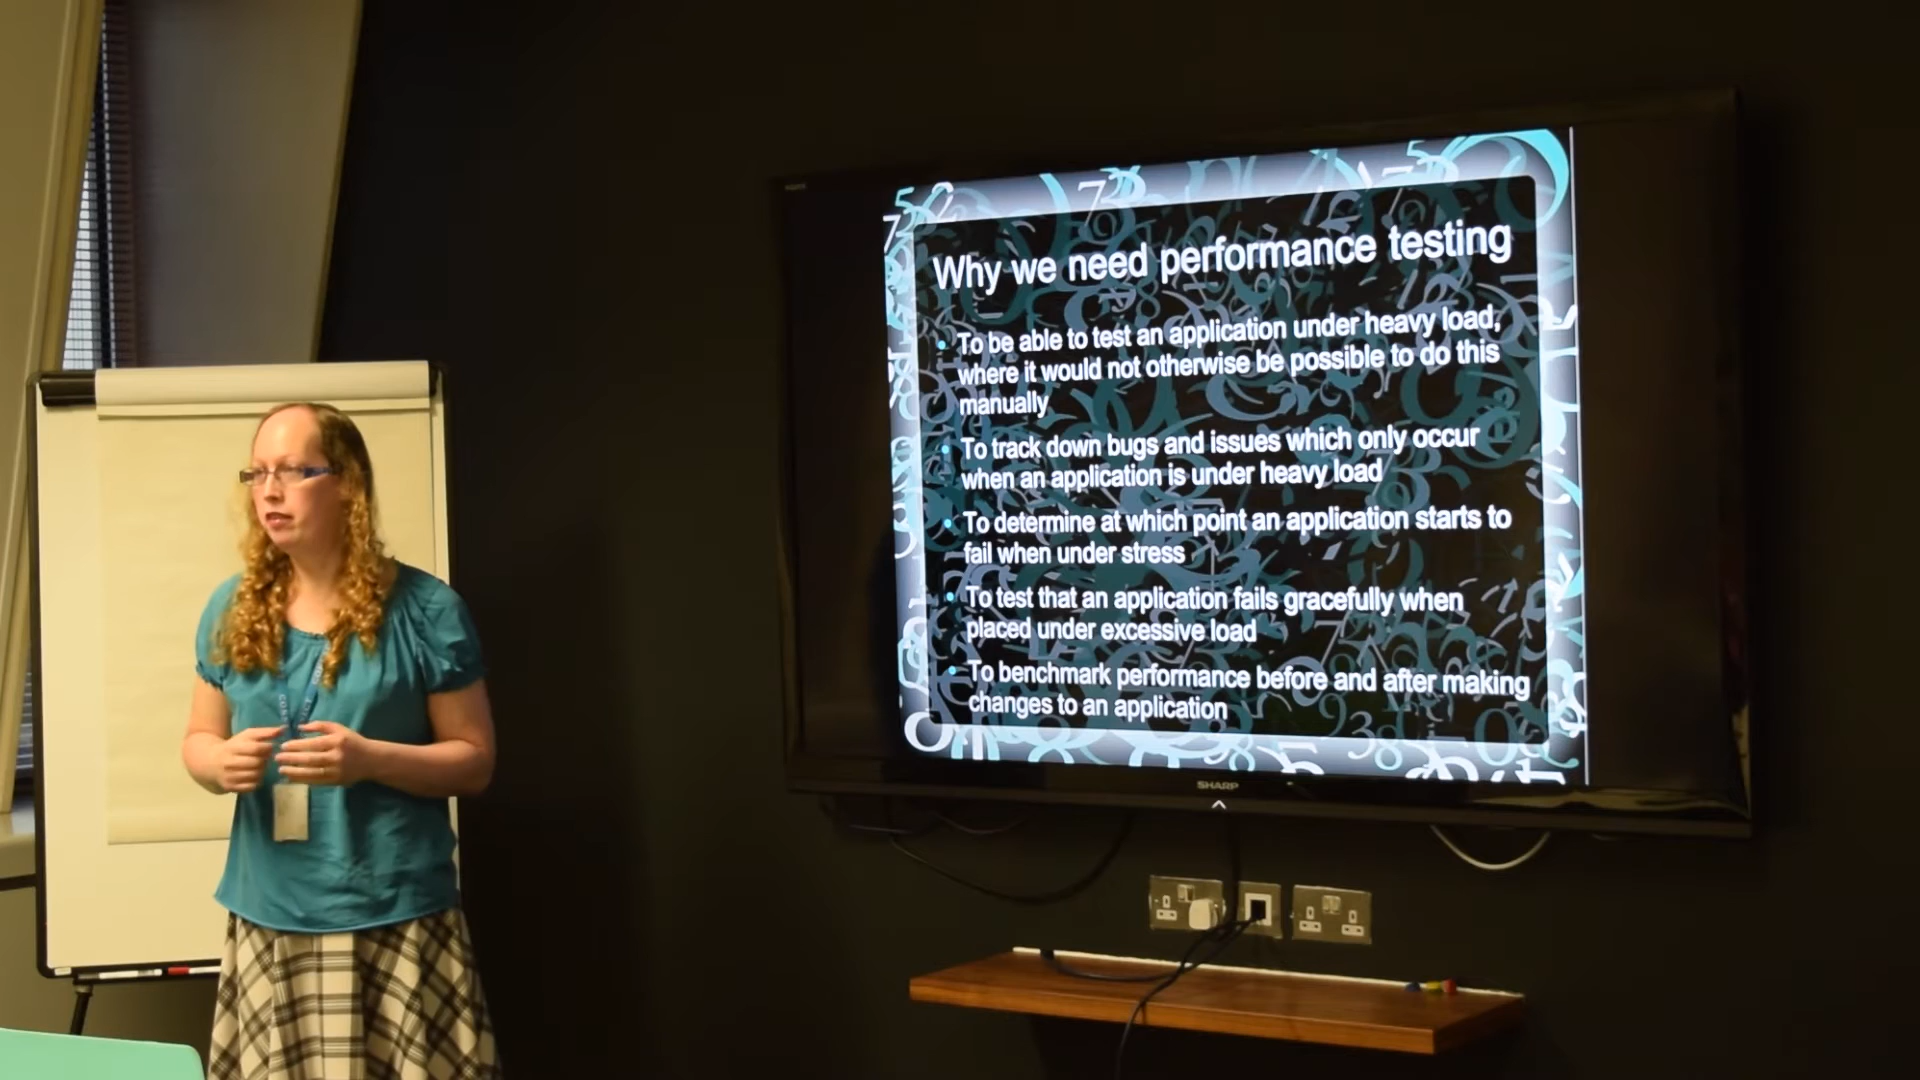 Why we need performance testing
To be able to test an application under heavy load,
where it would not otherwise be possible to do this
manually
To track down bugs and issues which only occur
when an application is under heavy load
To determine at which point an application starts to
fail when under stress
To test that an application fails gracefully when
placed under excessive load
To benchmark performance before and after making
changes to an application
SHARP